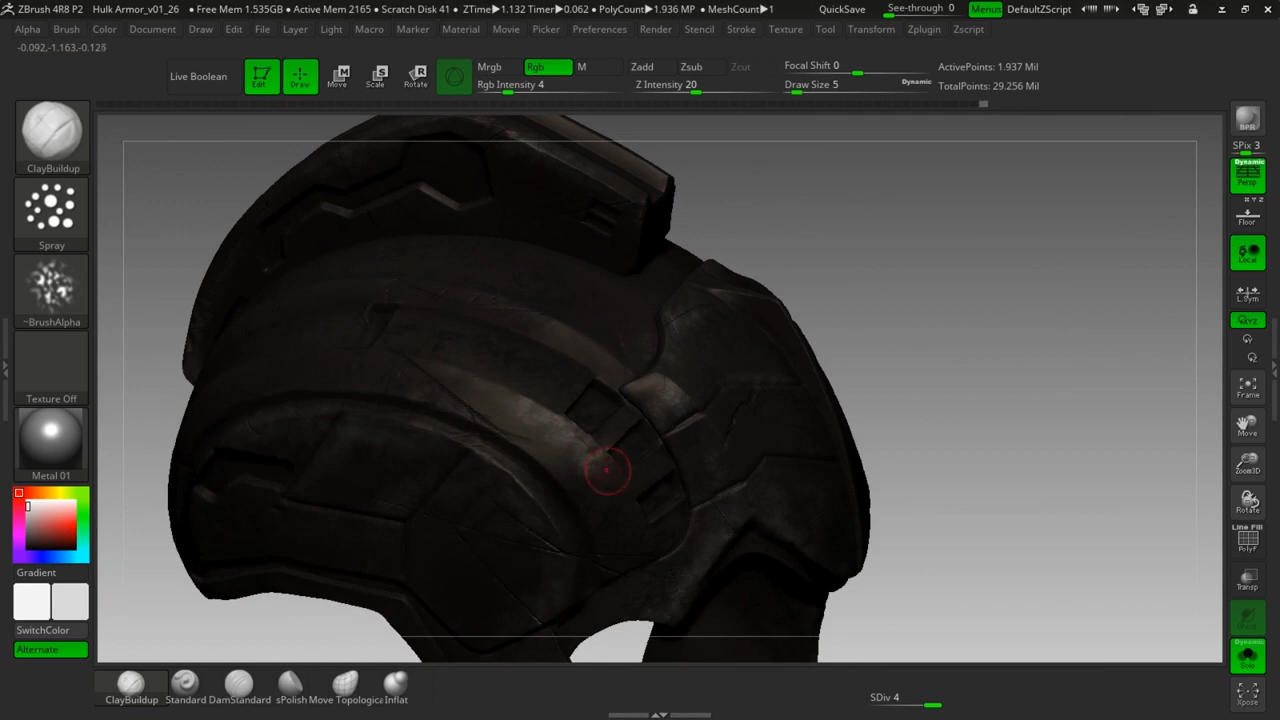 ZBrush 4R8 P2 Hulk Armor_v01_26 • Free Mem 1.535GB • Active Mem 2165 • Scratch Disk 41 • ZTime▶1.132 Timer▶0.062 • PolyCount▶1.936 MP • MeshCount▶1 QuickSave See-through 0 Menus DefaultZScript
Alpha Brush Color Document Draw Edit File Layer Light Macro Marker Material Movie Picker Preferences Render Stencil Stroke Texture Tool Transform Zplugin Zscript
-0.092,-1.163,-0.128
Live Boolean Edit Draw Move Scale Rotate
Mrgb Rgb M Zadd Zsub Zcut Focal Shift 0 ActivePoints: 1.937 Mil
Rgb Intensity 4 Z Intensity 20 Draw Size 5 Dynamic TotalPoints: 29.256 Mil
ClayBuildup
Spray
~BrushAlpha
Texture Off
Metal 01
Gradient
SwitchColor
Alternate
BPR
SPix 3
Dynamic
Persp
Floor
Local
L.Sym
XYZ
Frame
Move
Zoom3D
Rotate
Line Fill
PolyF
Transp
Dynamic
Solo
Xpose
ClayBuildup Standard DamStandard sPolish Move Topologica Inflat
SDiv 4